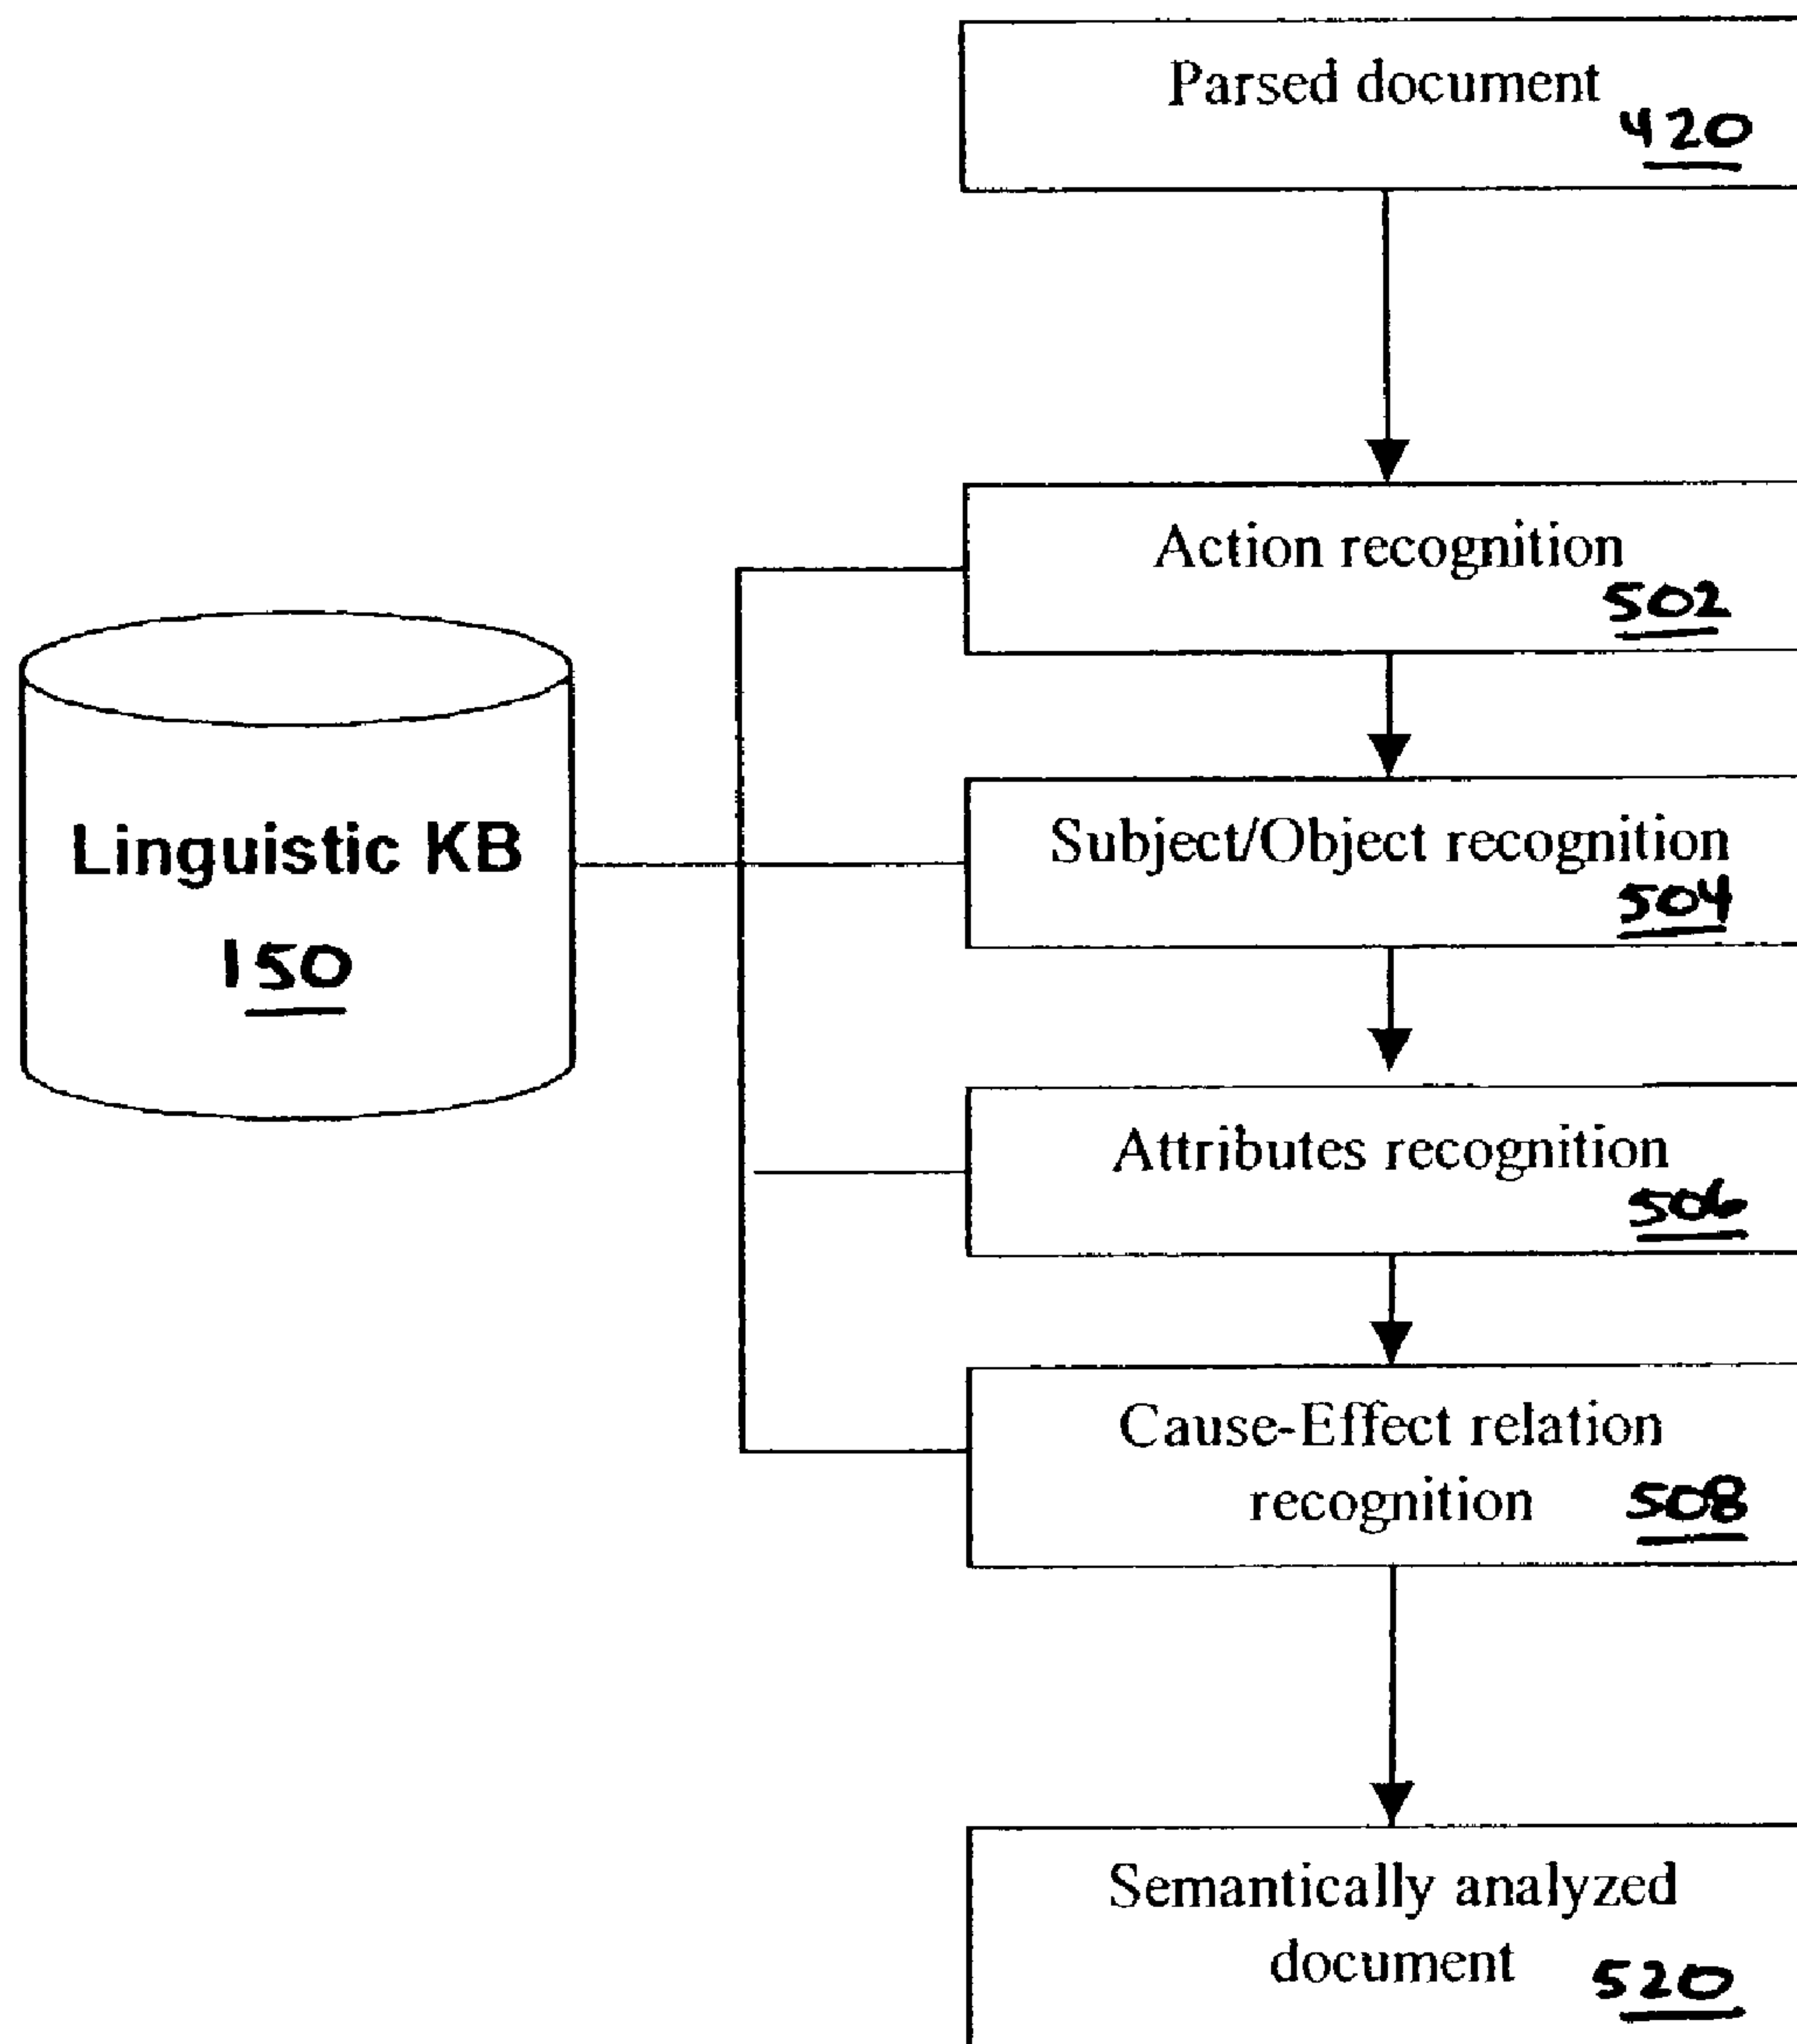 Parsed document
420
Action recognition
502
Linguistic KB
150
Subject/Object recognition
504
Attributes recognition
506
Cause-Effect relation
recognition 508
Semantically analyzed
document 520